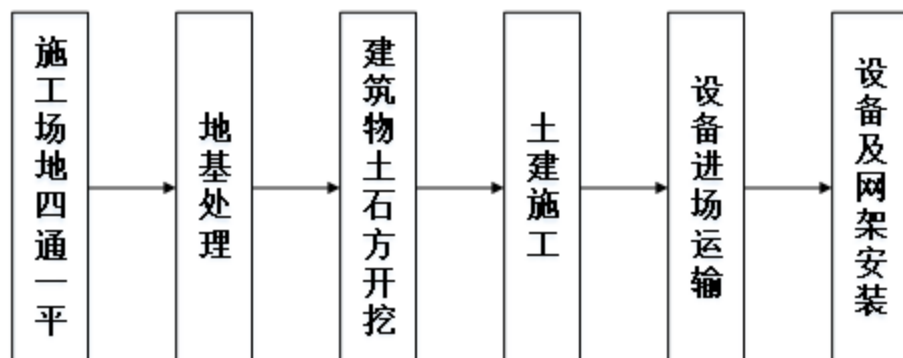 施工场地四通一平
地基处理
建筑物土石方开挖
土建施工
设备进场运输
设备及网架安装